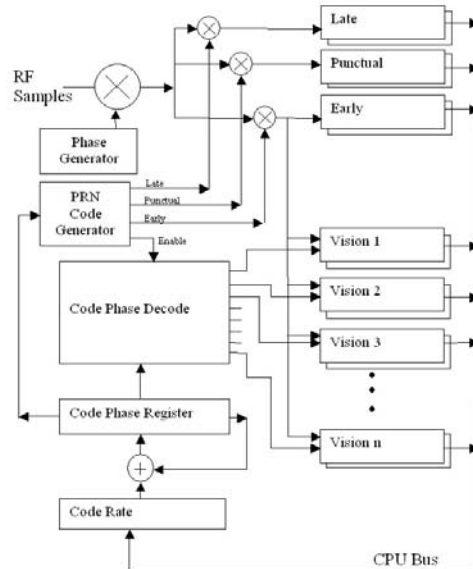 Late
Punctual
RF
Samples
Early
Phase
Generator
PRN
Code
Generator
Late
Punctual
Early
Enable
Vision 1
Code Phase Decode
Vision 2
Vision 3
Code Phase Register
Vision n
Code Rate
CPU Bus